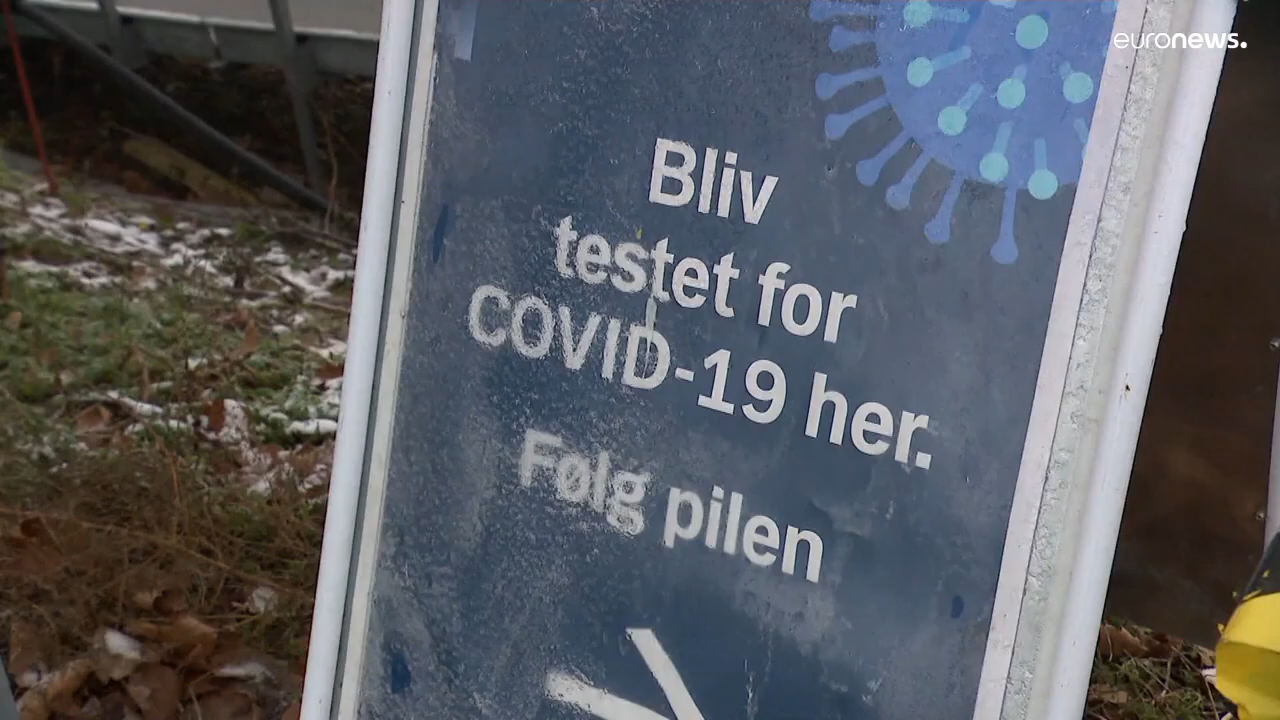 euronews.
Bliv
testet for
COVID-19 her.
Følg pilen